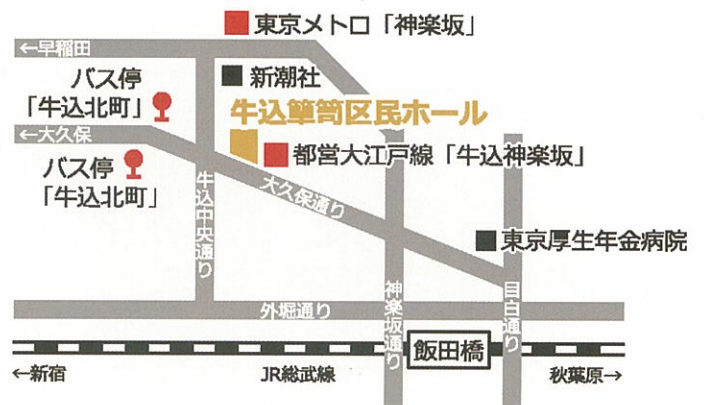 東京メトロ「神楽坂」
←早稲田
バス停
「牛込北町」
新潮社
牛込簞笥区民ホール
←大久保
都営大江戸線「牛込神楽坂」
バス停
「牛込北町」
大久保通り
牛込中央通り
東京厚生年金病院
外堀通り
神楽坂通り
目白通り
飯田橋
←新宿
JR総武線
秋葉原→